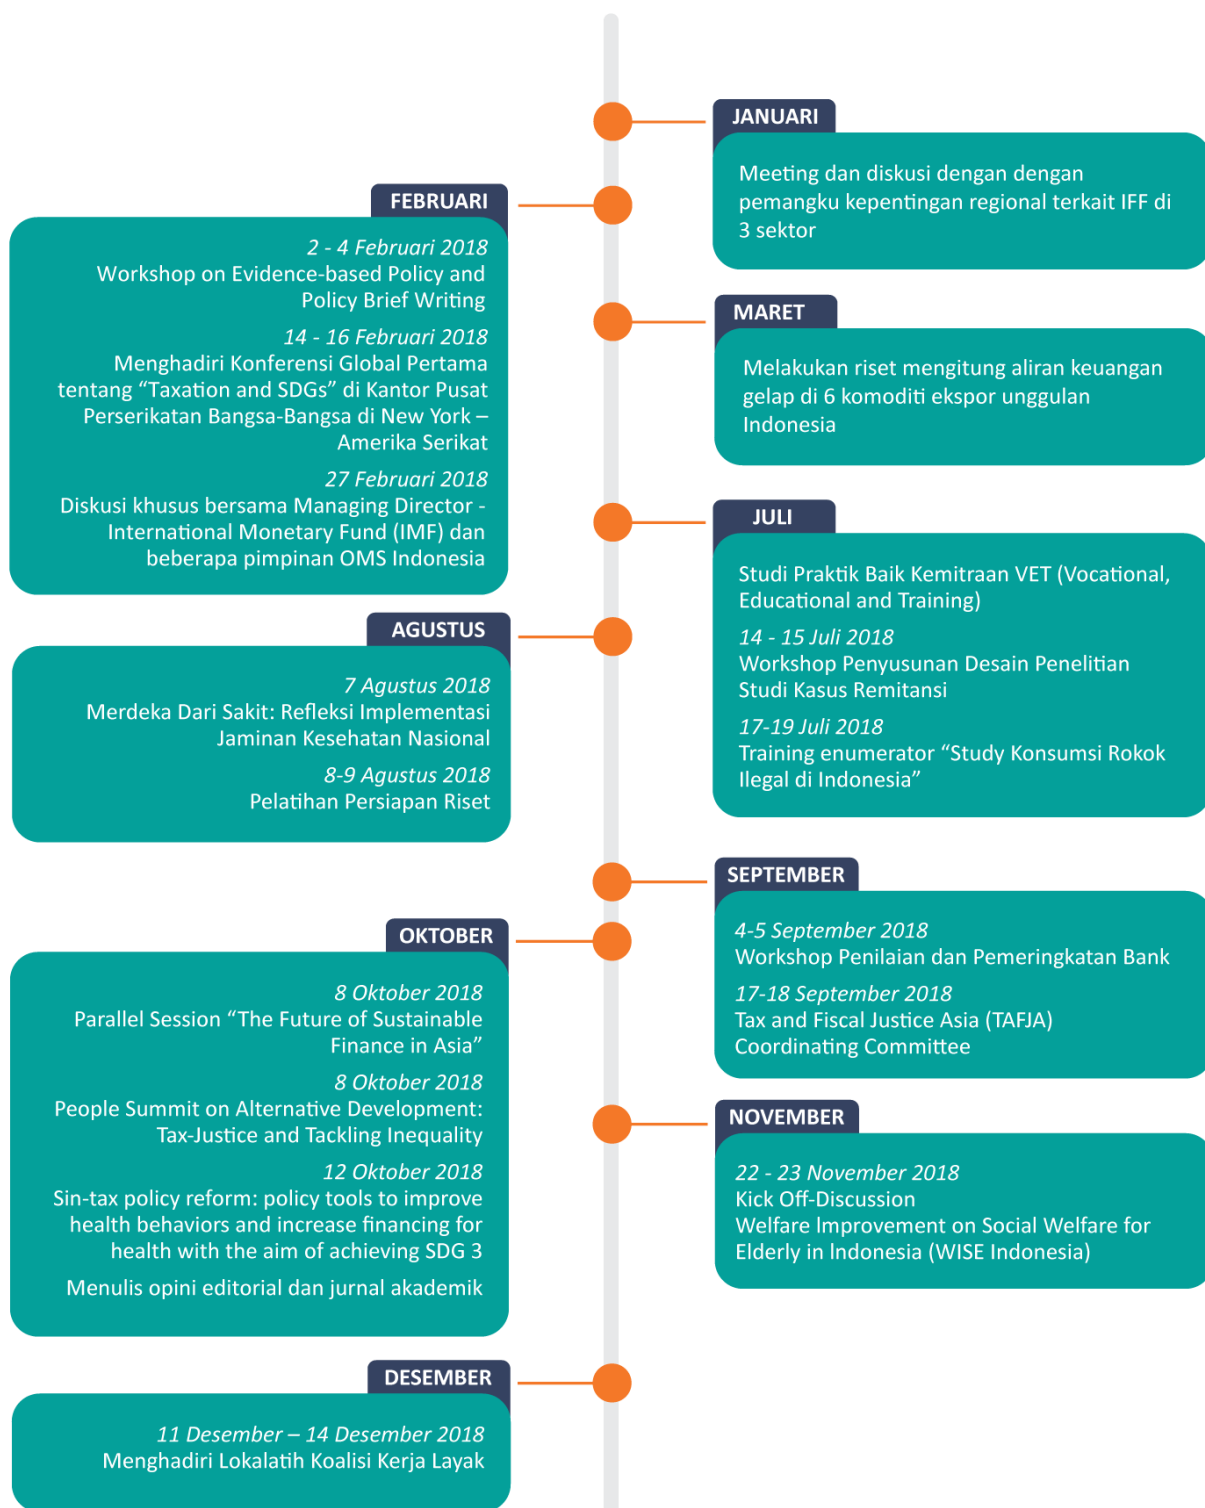 JANUARI
Meeting dan diskusi dengan dengan
pemangku kepentingan regional terkait IFF di
3 sektor
FEBRUARI
2 - 4 Februari 2018
Workshop on Evidence-based Policy and
Policy Brief Writing
14 - 16 Februari 2018
Menghadiri Konferensi Global Pertama
tentang “Taxation and SDGs” di Kantor Pusat
Perserikatan Bangsa-Bangsa di New York –
Amerika Serikat
27 Februari 2018
Diskusi khusus bersama Managing Director -
International Monetary Fund (IMF) dan
beberapa pimpinan OMS Indonesia
MARET
Melakukan riset mengitung aliran keuangan
gelap di 6 komoditi ekspor unggulan
Indonesia
JULI
Studi Praktik Baik Kemitraan VET (Vocational,
Educational and Training)
14 - 15 Juli 2018
Workshop Penyusunan Desain Penelitian
Studi Kasus Remitansi
17-19 Juli 2018
Training enumerator “Study Konsumsi Rokok
Ilegal di Indonesia”
AGUSTUS
7 Agustus 2018
Merdeka Dari Sakit: Refleksi Implementasi
Jaminan Kesehatan Nasional
8-9 Agustus 2018
Pelatihan Persiapan Riset
SEPTEMBER
4-5 September 2018
Workshop Penilaian dan Pemeringkatan Bank
17-18 September 2018
Tax and Fiscal Justice Asia (TAFJA)
Coordinating Committee
OKTOBER
8 Oktober 2018
Parallel Session “The Future of Sustainable
Finance in Asia”
8 Oktober 2018
People Summit on Alternative Development:
Tax-Justice and Tackling Inequality
12 Oktober 2018
Sin-tax policy reform: policy tools to improve
health behaviors and increase financing for
health with the aim of achieving SDG 3
Menulis opini editorial dan jurnal akademik
NOVEMBER
22 - 23 November 2018
Kick Off-Discussion
Welfare Improvement on Social Welfare for
Elderly in Indonesia (WISE Indonesia)
DESEMBER
11 Desember – 14 Desember 2018
Menghadiri Lokalatih Koalisi Kerja Layak